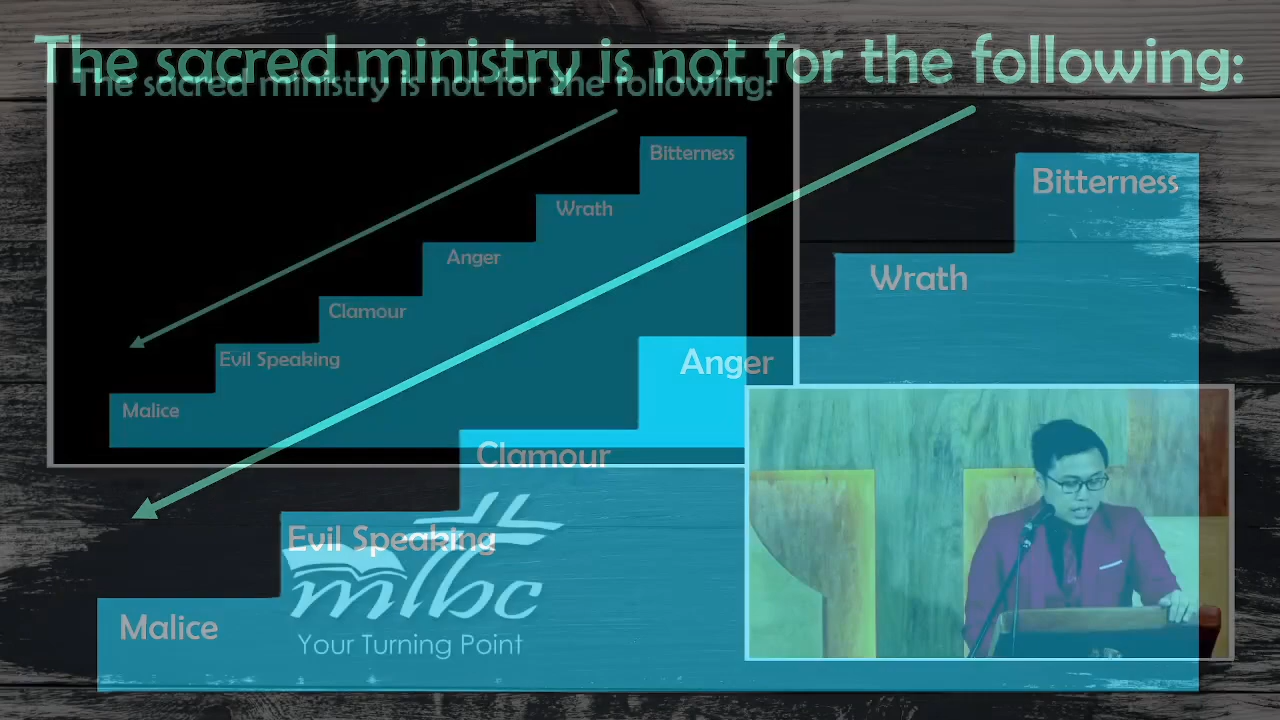 The sacred ministry is not for the following:
The sacred ministry is not for the following:
Bitterness
Wrath
Anger
Clamour
Evil Speaking
Malice
Bitterness
Wrath
Anger
Clamour
Evil Speaking
Malice
mlbc
Your Turning Point